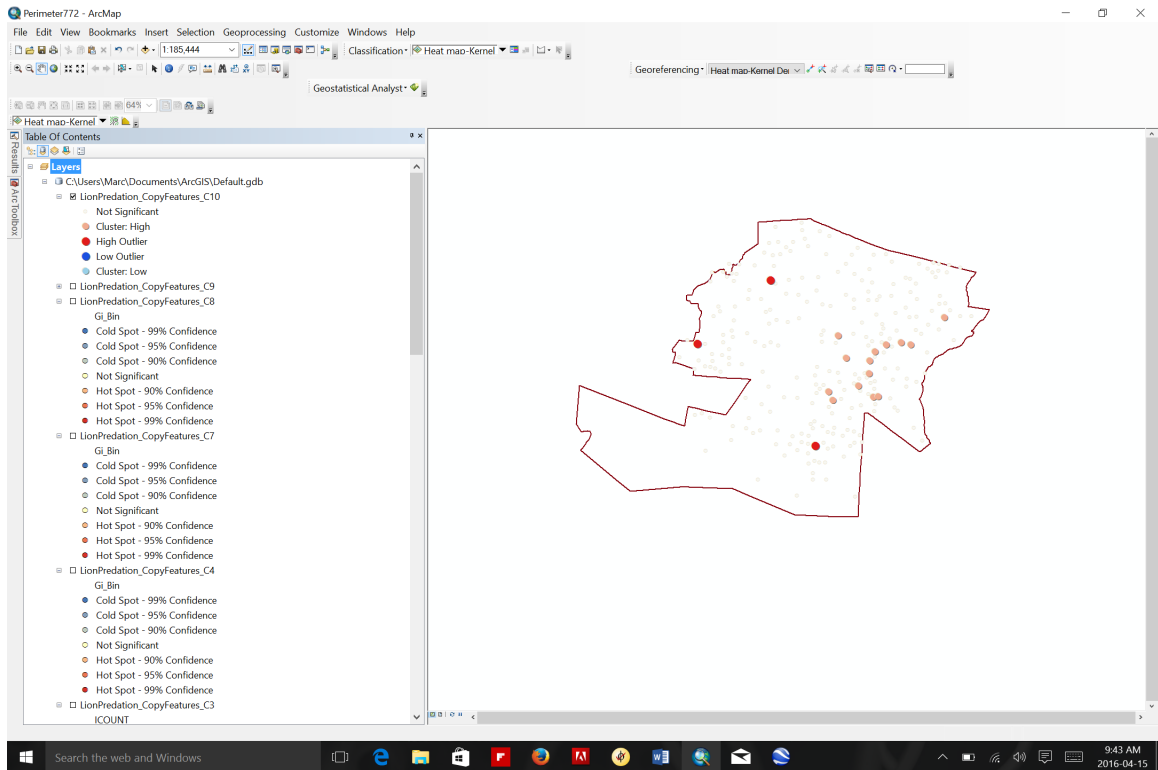 Perimeter772 - ArcMap
File Edit View Bookmarks Insert Selection Geoprocessing Customize Windows Help
1:185,444 Classification Heat map-Kernel
Georeferencing Heat map-Kernel De
Geostatistical Analyst
64%
Heat map-Kernel
Table Of Contents
Results
ArcToolbox
Layers
C:\Users\Marc\Documents\ArcGIS\Default.gdb
LionPredation_CopyFeatures_C10
Not Significant
Cluster: High
High Outlier
Low Outlier
Cluster: Low
LionPredation_CopyFeatures_C9
LionPredation_CopyFeatures_C8
Gi_Bin
Cold Spot - 99% Confidence
Cold Spot - 95% Confidence
Cold Spot - 90% Confidence
Not Significant
Hot Spot - 90% Confidence
Hot Spot - 95% Confidence
Hot Spot - 99% Confidence
LionPredation_CopyFeatures_C7
Gi_Bin
Cold Spot - 99% Confidence
Cold Spot - 95% Confidence
Cold Spot - 90% Confidence
Not Significant
Hot Spot - 90% Confidence
Hot Spot - 95% Confidence
Hot Spot - 99% Confidence
LionPredation_CopyFeatures_C4
Gi_Bin
Cold Spot - 99% Confidence
Cold Spot - 95% Confidence
Cold Spot - 90% Confidence
Not Significant
Hot Spot - 90% Confidence
Hot Spot - 95% Confidence
Hot Spot - 99% Confidence
LionPredation_CopyFeatures_C3
ICOUNT
Search the web and Windows
9:43 AM
2016-04-15